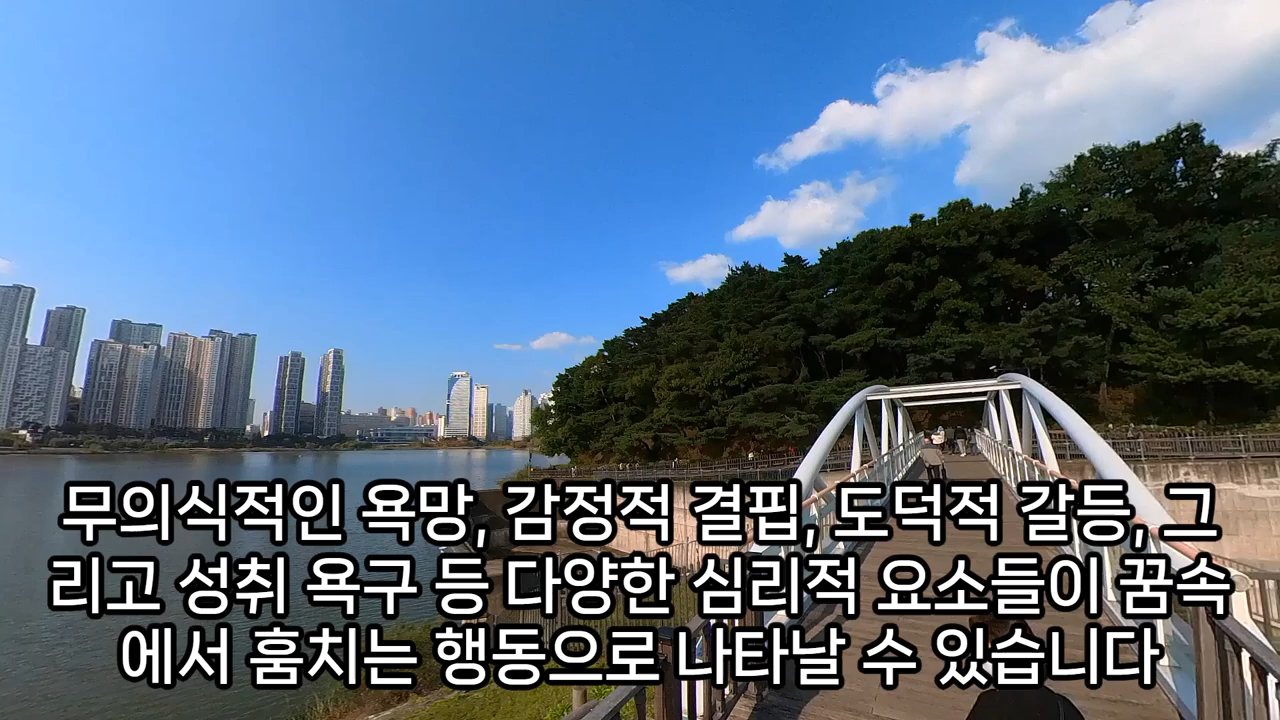 무의식적인 욕망, 감정적 결핍, 도덕적 갈등, 그
리고 성취 욕구 등 다양한 심리적 요소들이 꿈속
에서 훔치는 행동으로 나타날 수 있습니다